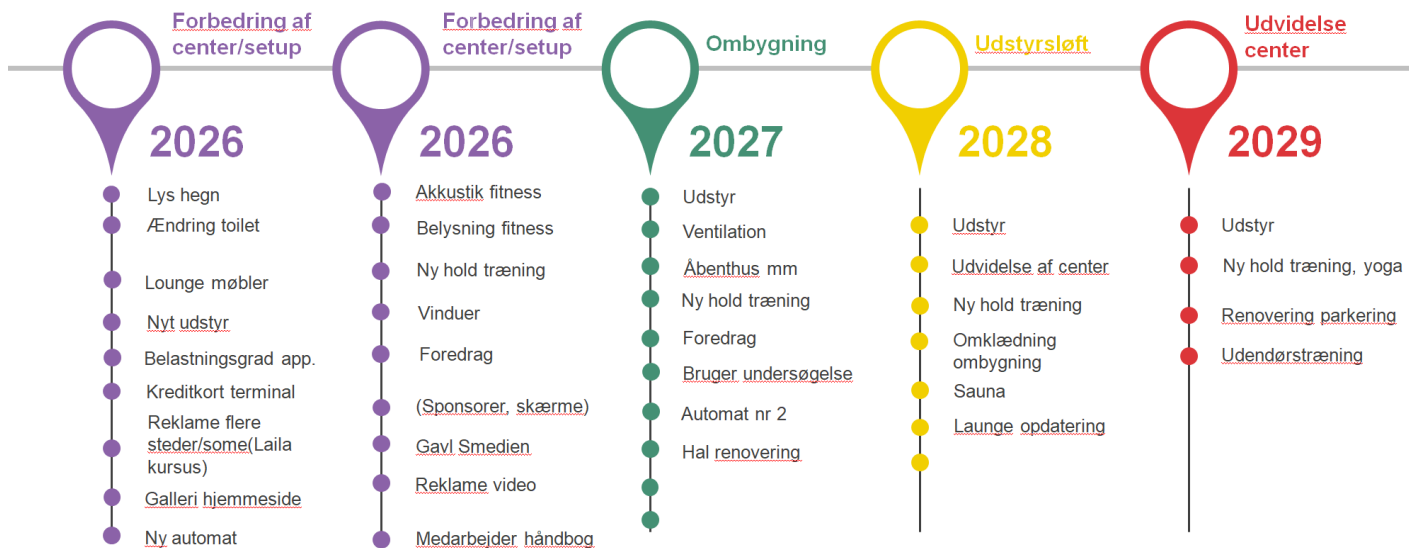 Forbedring af
center/setup
2026
Lys hegn
Ændring toilet
Lounge møbler
Nyt udstyr
Belastningsgrad app.
Kreditkort terminal
Reklame flere
steder/some(Laila
kursus)
Galleri hjemmeside
Ny automat
Forbedring af
center/setup
2026
Akkustik fitness
Belysning fitness
Ny hold træning
Vinduer
Foredrag
(Sponsorer, skærme)
Gavl Smedien
Reklame video
Medarbejder håndbog
Ombygning
2027
Udstyr
Ventilation
Åbenthus mm
Ny hold træning
Foredrag
Bruger undersøgelse
Automat nr 2
Hal renovering
Udstyrsløft
2028
Udstyr
Udvidelse af center
Ny hold træning
Omklædning
ombygning
Sauna
Launge opdatering
Udvidelse
center
2029
Udstyr
Ny hold træning, yoga
Renovering parkering
Udendørstræning